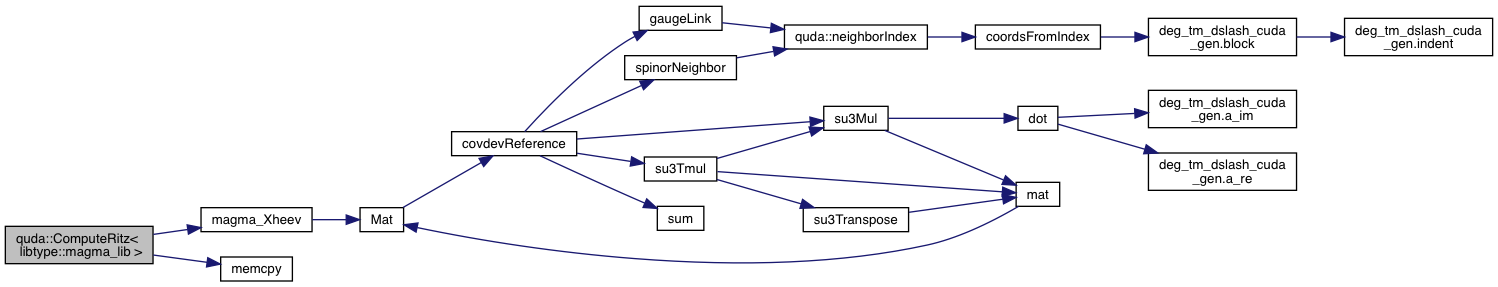 gaugeLink
quda::neighborIndex
coordsFromIndex
deg_tm_dslash_cuda
_gen.block
deg_tm_dslash_cuda
_gen.indent
spinorNeighbor
covdevReference
su3Mul
dot
deg_tm_dslash_cuda
_gen.a_im
su3Tmul
deg_tm_dslash_cuda
_gen.a_re
mat
quda::ComputeRitz<
libtype::magma_lib >
magma_Xheev
Mat
sum
su3Transpose
memcpy